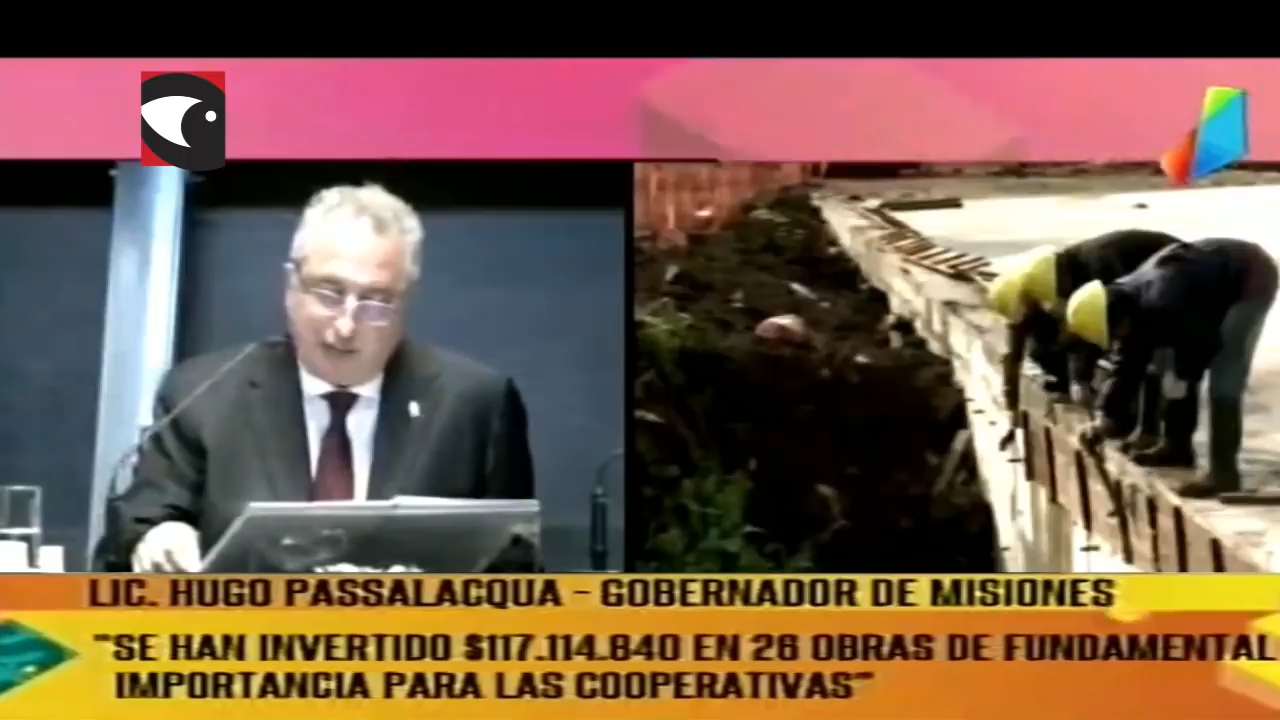 LIC. HUGO PASSALACQUA - GOBERNADOR DE MISIONES
"SE HAN INVERTIDO $117.114.840 EN 26 OBRAS DE FUNDAMENTAL
IMPORTANCIA PARA LAS COOPERATIVAS"